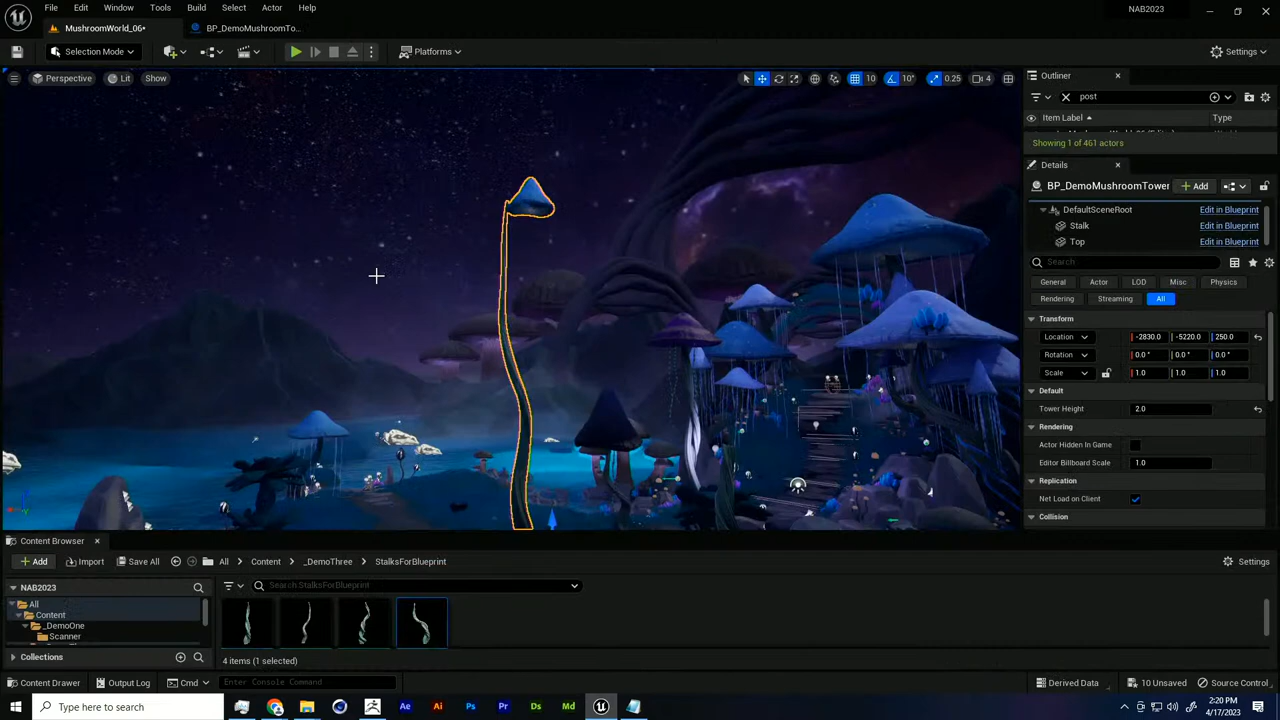 File Edit Window Tools Build Select Actor Help
NAB2023
MushroomWorld_06•
BP_DemoMushroomTo...
Selection Mode
Platforms
Settings
Perspective
Lit
Show
10
10°
0.25
4
Outliner
post
Item Label
Type
Showing 1 of 461 actors
Details
BP_DemoMushroomTower
+ Add
DefaultSceneRoot
Edit in Blueprint
Stalk
Edit in Blueprint
Top
Edit in Blueprint
Search
General
Actor
LOD
Misc
Physics
Rendering
Streaming
All
Transform
Location
-2830.0
-5220.0
250.0
Rotation
0.0 °
0.0 °
0.0 °
Scale
1.0
1.0
1.0
Default
Tower Height
2.0
Rendering
Actor Hidden In Game
Editor Billboard Scale
1.0
Replication
Net Load on Client
Collision
Content Browser
+ Add
Import
Save All
All
Content
_DemoThree
StalksForBlueprint
Settings
NAB2023
Search StalksForBlueprint
All
Content
_DemoOne
Scanner
Collections
4 items (1 selected)
Content Drawer
Output Log
Cmd
Enter Console Command
Derived Data
10 Unsaved
Source Control
Type here to search
Ae
Ai
Ps
Pr
Ds
Md
2:20 PM
4/17/2023